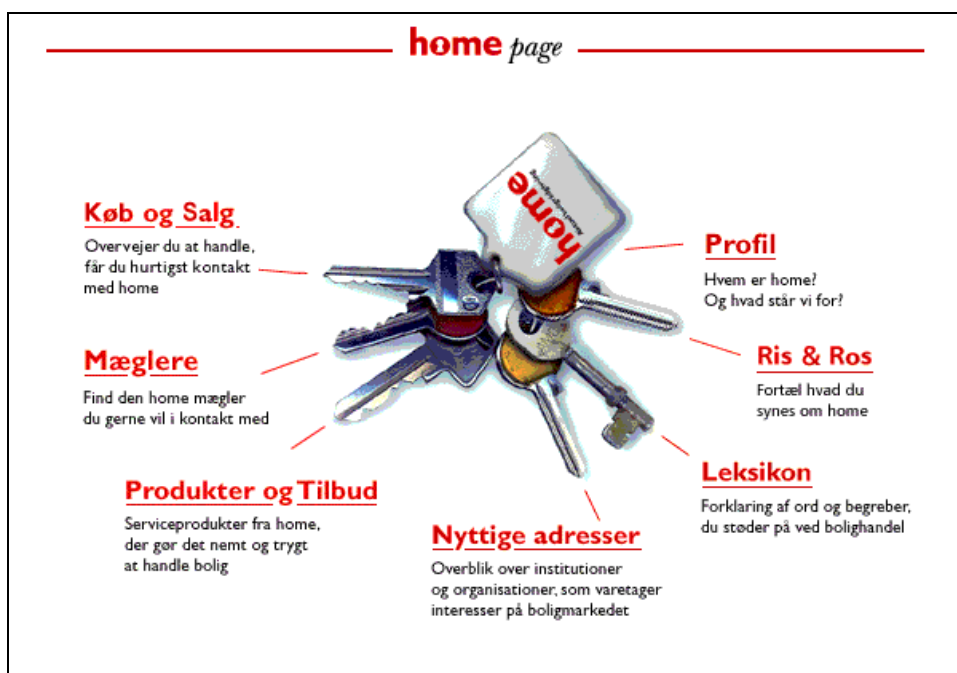 home page
Køb og Salg
Overvejer du at handle,
får du hurtigst kontakt
med home
Mæglere
Find den home mægler
du gerne vil i kontakt med
Produkter og Tilbud
Serviceprodukter fra home,
der gør det nemt og trygt
at handle bolig
home
Nyttige adresser
Overblik over institutioner
og organisationer, som varetager
interesser på boligmarkedet
Profil
Hvem er home?
Og hvad står vi for?
Ris & Ros
Fortæl hvad du
synes om home
Leksikon
Forklaring af ord og begreber,
du støder på ved bolighandel